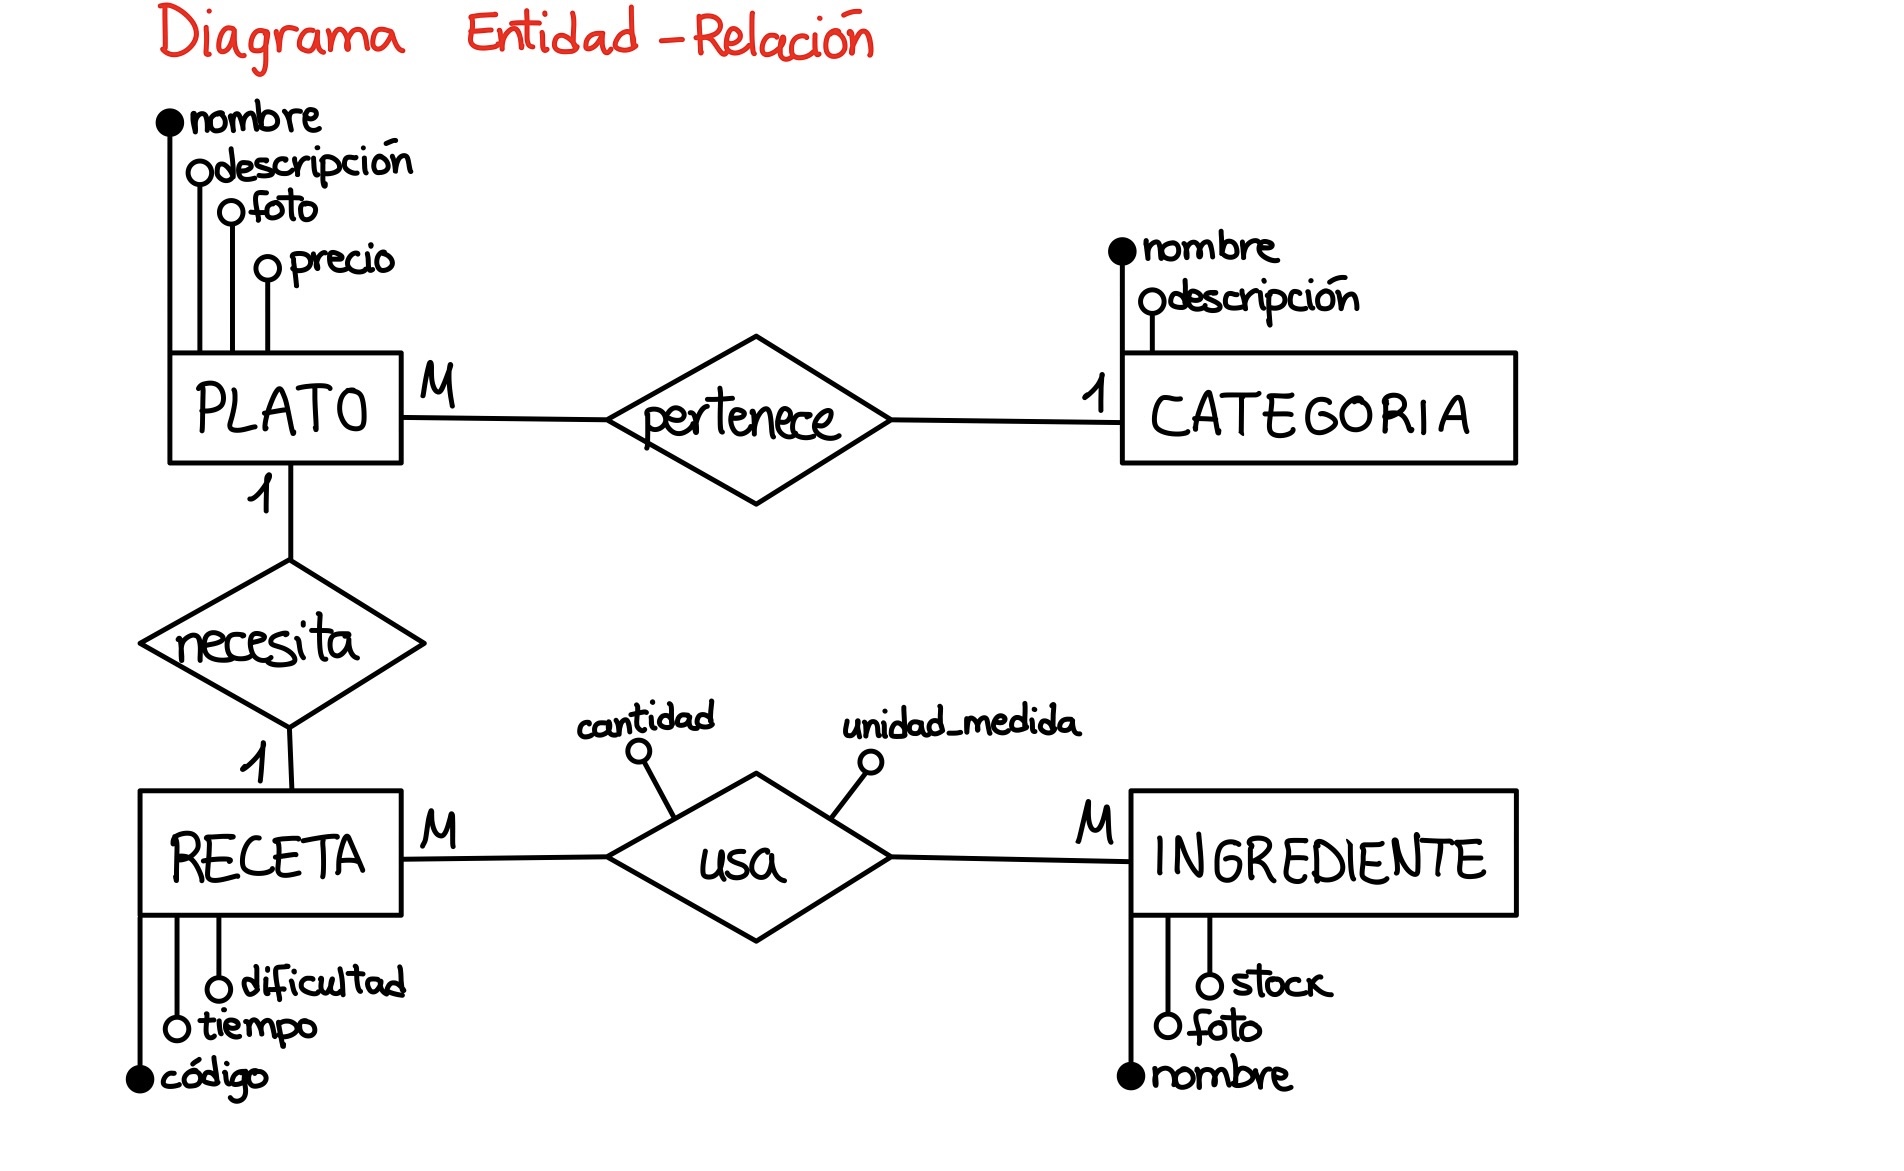 Diagrama Entidad-Relación
nombre
descripción
foto
precio
nombre
descripción
PLATO
M
pertenece
1
CATEGORIA
1
necesita
1
cantidad
unidad_medida
RECETA
M
usa
M
INGREDIENTE
dificultad
tiempo
código
stock
foto
nombre